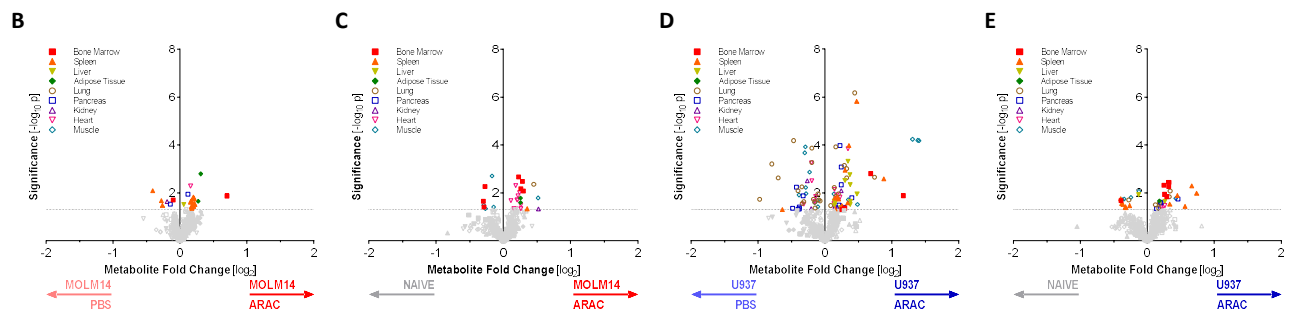 B
Significance [-log10 p]
Bone Marrow
Spleen
Liver
Adipose Tissue
Lung
Pancreas
Kidney
Heart
Muscle
8
6
4
2
0
-2 -1 0 1 2
Metabolite Fold Change [log2]
MOLM14 MOLM14
PBS ARAC
C
Significance [-log10 p]
Bone Marrow
Spleen
Liver
Adipose Tissue
Lung
Pancreas
Kidney
Heart
Muscle
8
6
4
2
0
-2 -1 0 1 2
Metabolite Fold Change [log2]
NAIVE MOLM14
ARAC
D
Significance [-log10 p]
Bone Marrow
Spleen
Liver
Adipose Tissue
Lung
Pancreas
Kidney
Heart
Muscle
8
6
4
2
0
-2 -1 0 1 2
Metabolite Fold Change [log2]
U937 U937
PBS ARAC
E
Significance [-log10 p]
Bone Marrow
Spleen
Liver
Adipose Tissue
Lung
Pancreas
Kidney
Heart
Muscle
8
6
4
2
0
-2 -1 0 1 2
Metabolite Fold Change [log2]
NAIVE U937
ARAC